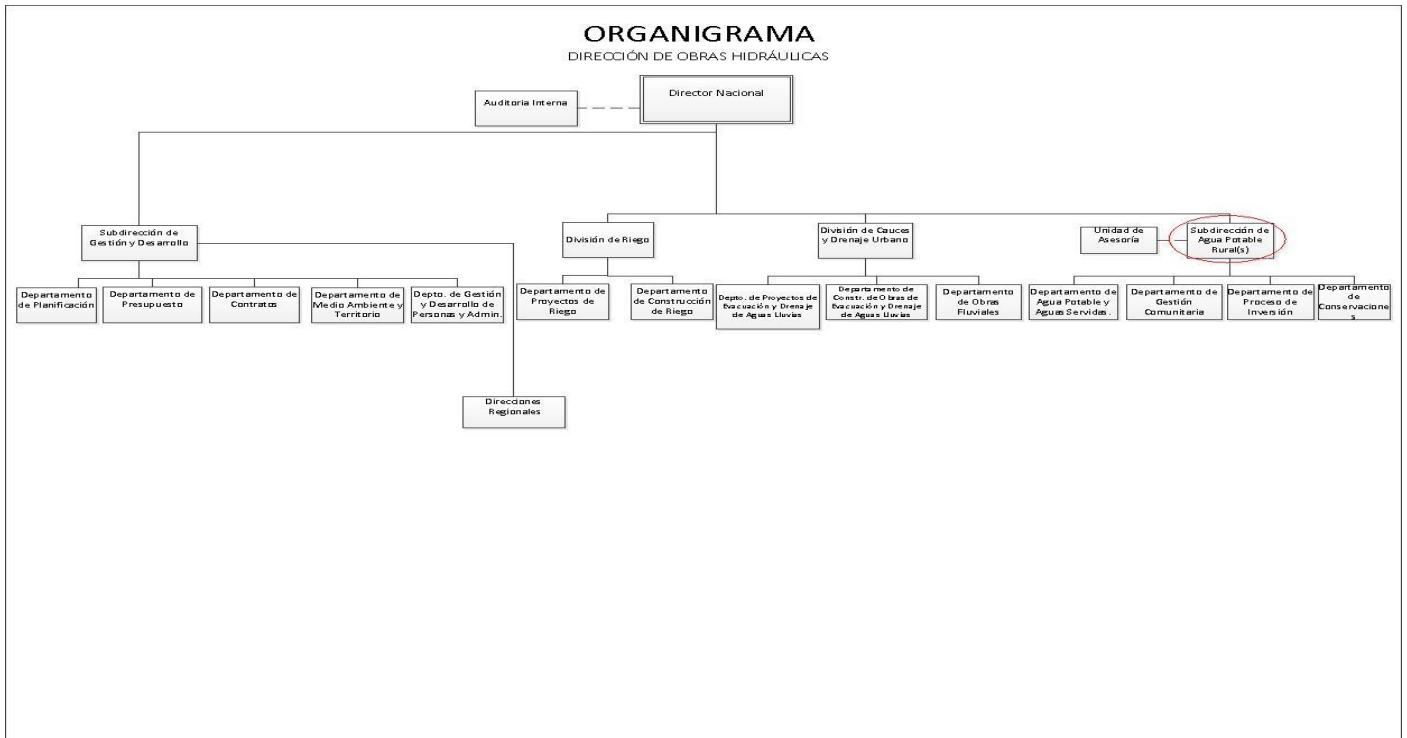 ORGANIGRAMA
DIRECCIÓN DE OBRAS HIDRÁULICAS
Director Nacional
Auditoria Interna
Subdirección de
Gestión y Desarrollo
División de Riego
División de Cauces
y Drenaje Urbano
Unidad de
Asesoría
Subdirección de
Agua Potable
Rural(s)
Departamento
de Planificación
Departamento de
Presupuesto
Departamento de
Contratos
Departamento de
Medio Ambiente y
Territorio
Depto. de Gestión
y Desarrollo de
Personas y Admin.
Departamento de
Proyectos de
Riego
Departamento
de Construcción
de Riego
Depto. de Proyectos de
Evacuación y Drenaje
de Aguas Lluvias
Departamento de
Constr. de Obras de
Evacuación y Drenaje
de Aguas Lluvias
Departamento
de Obras
Fluviales
Departamento de
Agua Potable y
Aguas Servidas.
Departamento de
Gestión
Comunitaria
Departamento de
Proceso de
Inversión
Departamento
de
Conservacione
s
Direcciones
Regionales